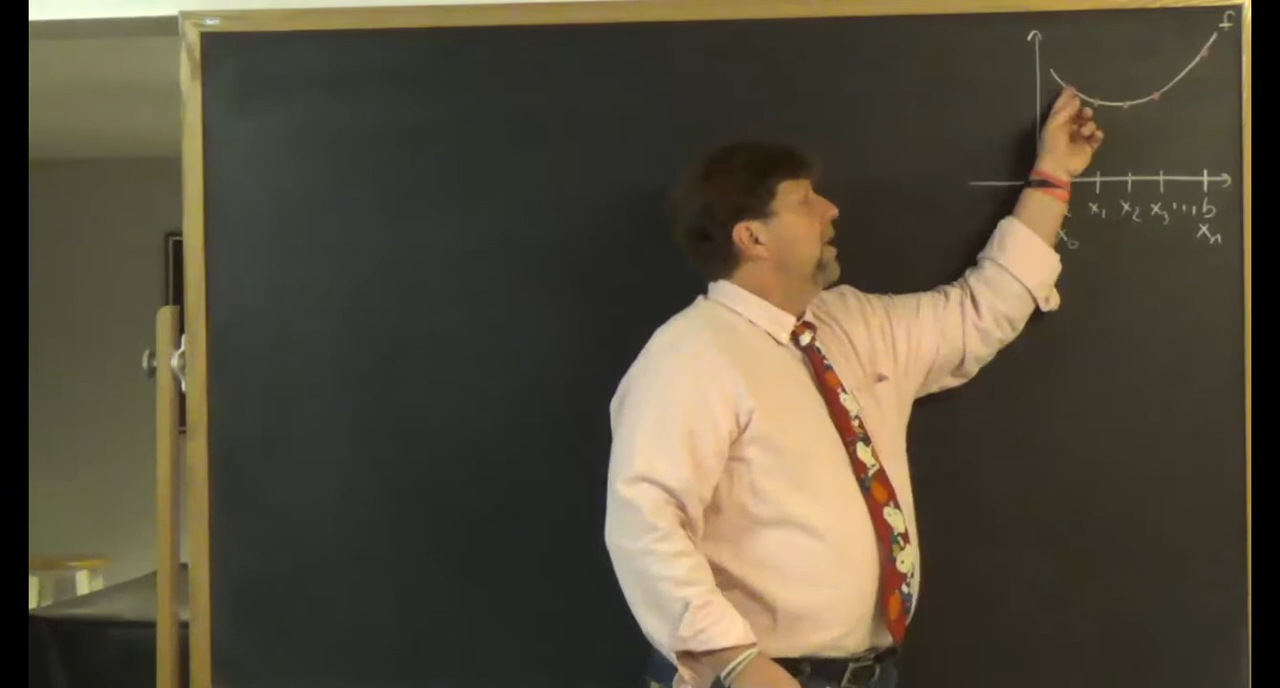 f
x₁ x₂ x₃ ... b
x₀ xₙ